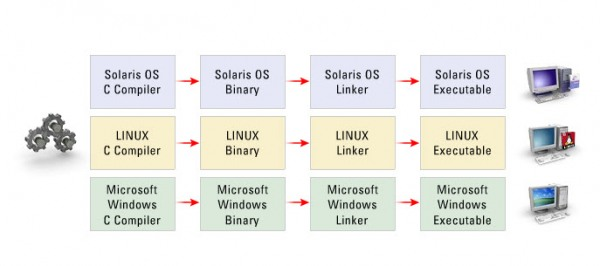 Solaris OS
C Compiler
Solaris OS
Binary
Solaris OS
Linker
Solaris OS
Executable
LINUX
C Compiler
LINUX
Binary
LINUX
Linker
LINUX
Executable
Microsoft
Windows
C Compiler
Microsoft
Windows
Binary
Microsoft
Windows
Linker
Microsoft
Windows
Executable